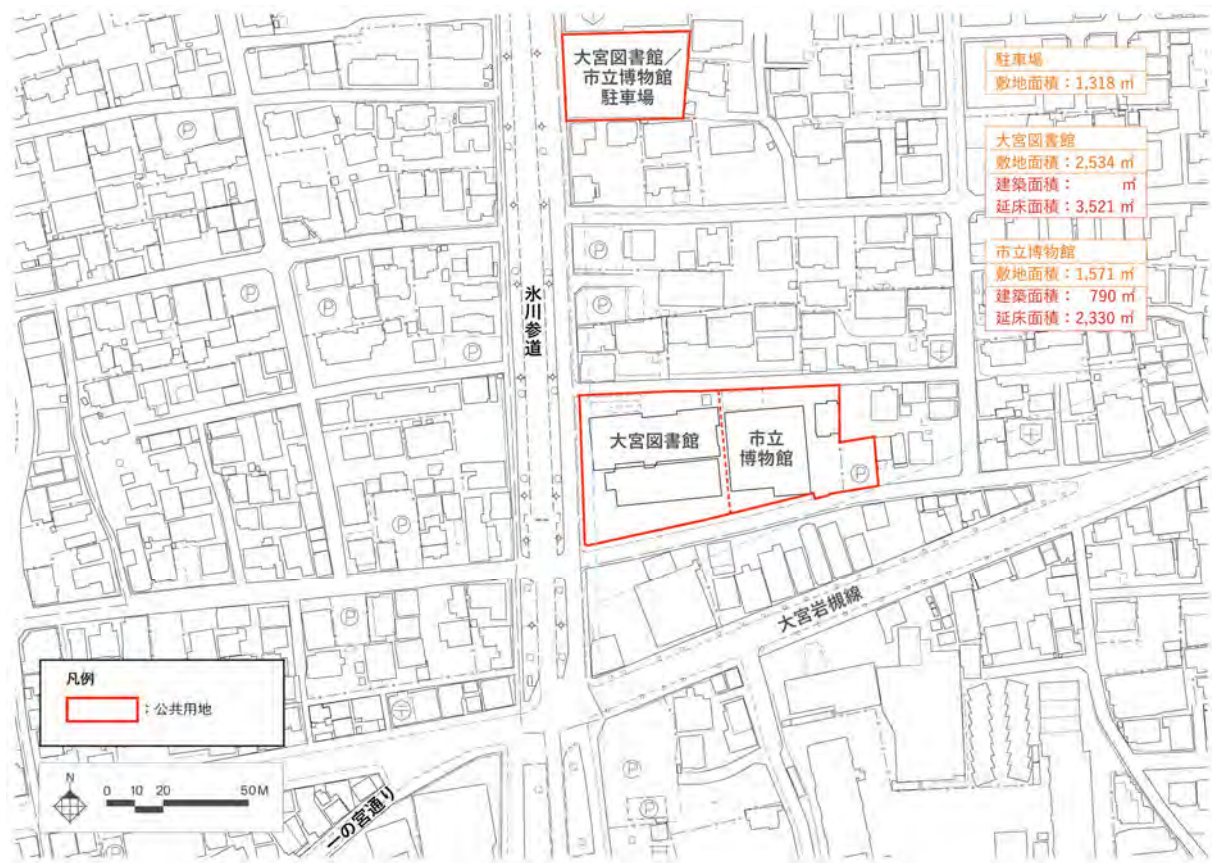 大宮図書館／
市立博物館
駐車場
駐車場
敷地面積：1,318 ㎡
大宮図書館
敷地面積：2,534 ㎡
建築面積： ㎡
延床面積：3,521 ㎡
市立博物館
敷地面積：1,571 ㎡
建築面積： 790 ㎡
延床面積：2,330 ㎡
氷川参道
大宮図書館
市立
博物館
大宮岩槻線
一の宮通り
凡例
：公共用地
N
0 10 20 50M
Ⓟ
Ⓟ
Ⓟ
Ⓟ
Ⓟ
Ⓟ
Ⓟ
Ⓟ
Ⓟ
Ⓟ
Ⓟ
Ⓟ